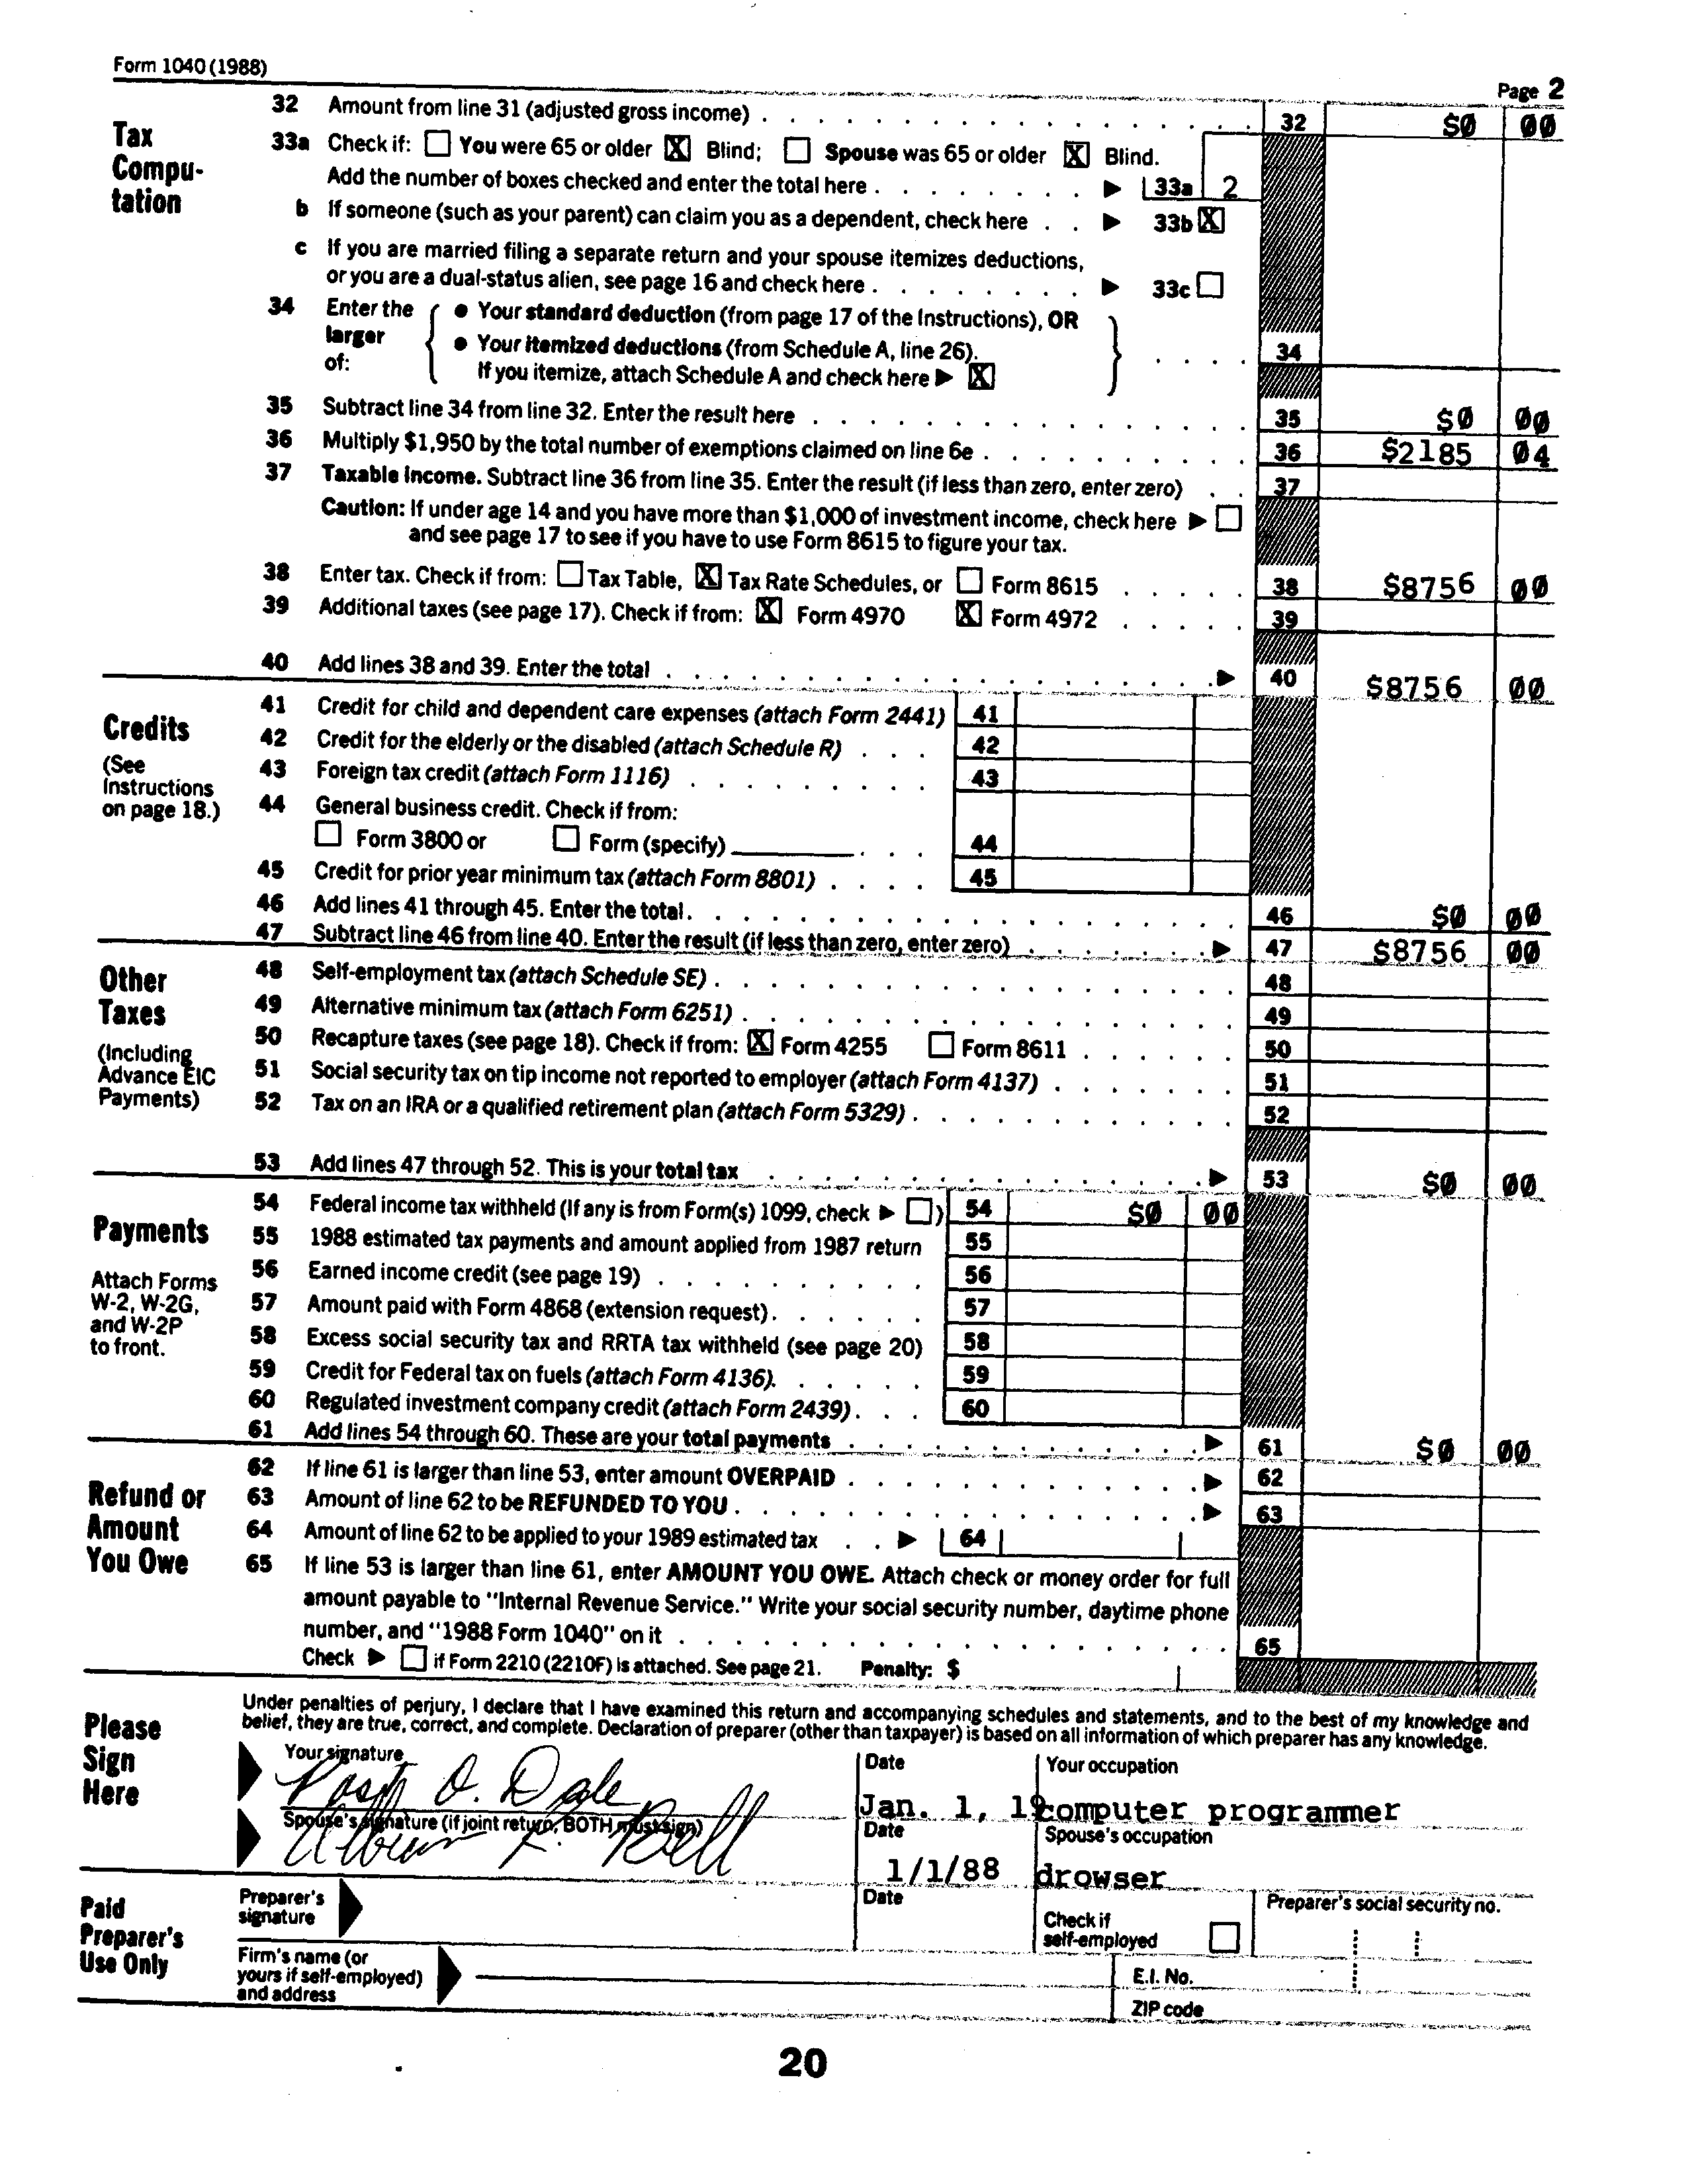 Form 1040 (1988)
Page 2
Tax Compu-tation
32 Amount from line 31 (adjusted gross income) . . . 32 $0 00
33a Check if: ☐ You were 65 or older ☒ Blind; ☐ Spouse was 65 or older ☒ Blind.
Add the number of boxes checked and enter the total here . . . ▶ 33a 2
b If someone (such as your parent) can claim you as a dependent, check here . . ▶ 33b ☒
c If you are married filing a separate return and your spouse itemizes deductions,
or you are a dual-status alien, see page 16 and check here . . . ▶ 33c ☐
34 Enter the larger of:
• Your standard deduction (from page 17 of the Instructions), OR
• Your itemized deductions (from Schedule A, line 26).
If you itemize, attach Schedule A and check here ▶ ☒ . . . . 34
35 Subtract line 34 from line 32. Enter the result here . . . 35 $0 00
36 Multiply $1,950 by the total number of exemptions claimed on line 6e . . . 36 $2185 04
37 Taxable income. Subtract line 36 from line 35. Enter the result (if less than zero, enter zero) . . 37
Caution: If under age 14 and you have more than $1,000 of investment income, check here ▶ ☐
and see page 17 to see if you have to use Form 8615 to figure your tax.
38 Enter tax. Check if from: ☐ Tax Table, ☒ Tax Rate Schedules, or ☐ Form 8615 . . . 38 $8756 00
39 Additional taxes (see page 17). Check if from: ☒ Form 4970 ☒ Form 4972 . . . 39
40 Add lines 38 and 39. Enter the total . . . ▶ 40 $8756 00
Credits
(See Instructions on page 18.)
41 Credit for child and dependent care expenses (attach Form 2441) 41
42 Credit for the elderly or the disabled (attach Schedule R) . . . 42
43 Foreign tax credit (attach Form 1116) . . . 43
44 General business credit. Check if from:
☐ Form 3800 or ☐ Form (specify) . . . 44
45 Credit for prior year minimum tax (attach Form 8801) . . . 45
46 Add lines 41 through 45. Enter the total. . . . 46 $0 00
47 Subtract line 46 from line 40. Enter the result (if less than zero, enter zero) . . . ▶ 47 $8756 00
Other Taxes
(Including Advance EIC Payments)
48 Self-employment tax (attach Schedule SE) . . . 48
49 Alternative minimum tax (attach Form 6251) . . . 49
50 Recapture taxes (see page 18). Check if from: ☒ Form 4255 ☐ Form 8611 . . . 50
51 Social security tax on tip income not reported to employer (attach Form 4137) . . . 51
52 Tax on an IRA or a qualified retirement plan (attach Form 5329) . . . 52
53 Add lines 47 through 52. This is your total tax . . . ▶ 53 $0 00
Payments
Attach Forms W-2, W-2G, and W-2P to front.
54 Federal income tax withheld (If any is from Form(s) 1099, check ▶ ☐) 54 $0 00
55 1988 estimated tax payments and amount applied from 1987 return 55
56 Earned income credit (see page 19) . . . 56
57 Amount paid with Form 4868 (extension request) . . . 57
58 Excess social security tax and RRTA tax withheld (see page 20) 58
59 Credit for Federal tax on fuels (attach Form 4136). . . . 59
60 Regulated investment company credit (attach Form 2439) . . . 60
61 Add lines 54 through 60. These are your total payments . . . ▶ 61 $0 00
Refund or Amount You Owe
62 If line 61 is larger than line 53, enter amount OVERPAID . . . ▶ 62
63 Amount of line 62 to be REFUNDED TO YOU . . . ▶ 63
64 Amount of line 62 to be applied to your 1989 estimated tax . . ▶ 64
65 If line 53 is larger than line 61, enter AMOUNT YOU OWE. Attach check or money order for full
amount payable to "Internal Revenue Service." Write your social security number, daytime phone
number, and "1988 Form 1040" on it . . . 65
Check ▶ ☐ if Form 2210 (2210F) is attached. See page 21. Penalty: $
Please Sign Here
Under penalties of perjury, I declare that I have examined this return and accompanying schedules and statements, and to the best of my knowledge and
belief, they are true, correct, and complete. Declaration of preparer (other than taxpayer) is based on all information of which preparer has any knowledge.
Your signature
O. Dale
Date
Jan. 1, 19
Your occupation
computer programmer
Spouse's signature (if joint return, BOTH must sign)
Bell
Date
1/1/88
Spouse's occupation
drowser
Paid Preparer's Use Only
Preparer's signature
Date
Check if self-employed ☐
Preparer's social security no.
Firm's name (or yours if self-employed) and address
E.I. No.
ZIP code
20